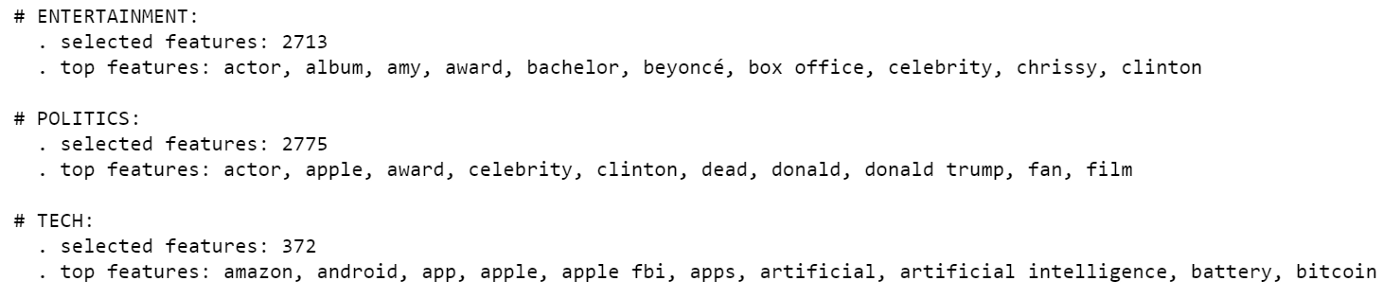 # ENTERTAINMENT:
. selected features: 2713
. top features: actor, album, amy, award, bachelor, beyoncé, box office, celebrity, chrissy, clinton
# POLITICS:
. selected features: 2775
. top features: actor, apple, award, celebrity, clinton, dead, donald, donald trump, fan, film
# TECH:
. selected features: 372
. top features: amazon, android, app, apple, apple fbi, apps, artificial, artificial intelligence, battery, bitcoin